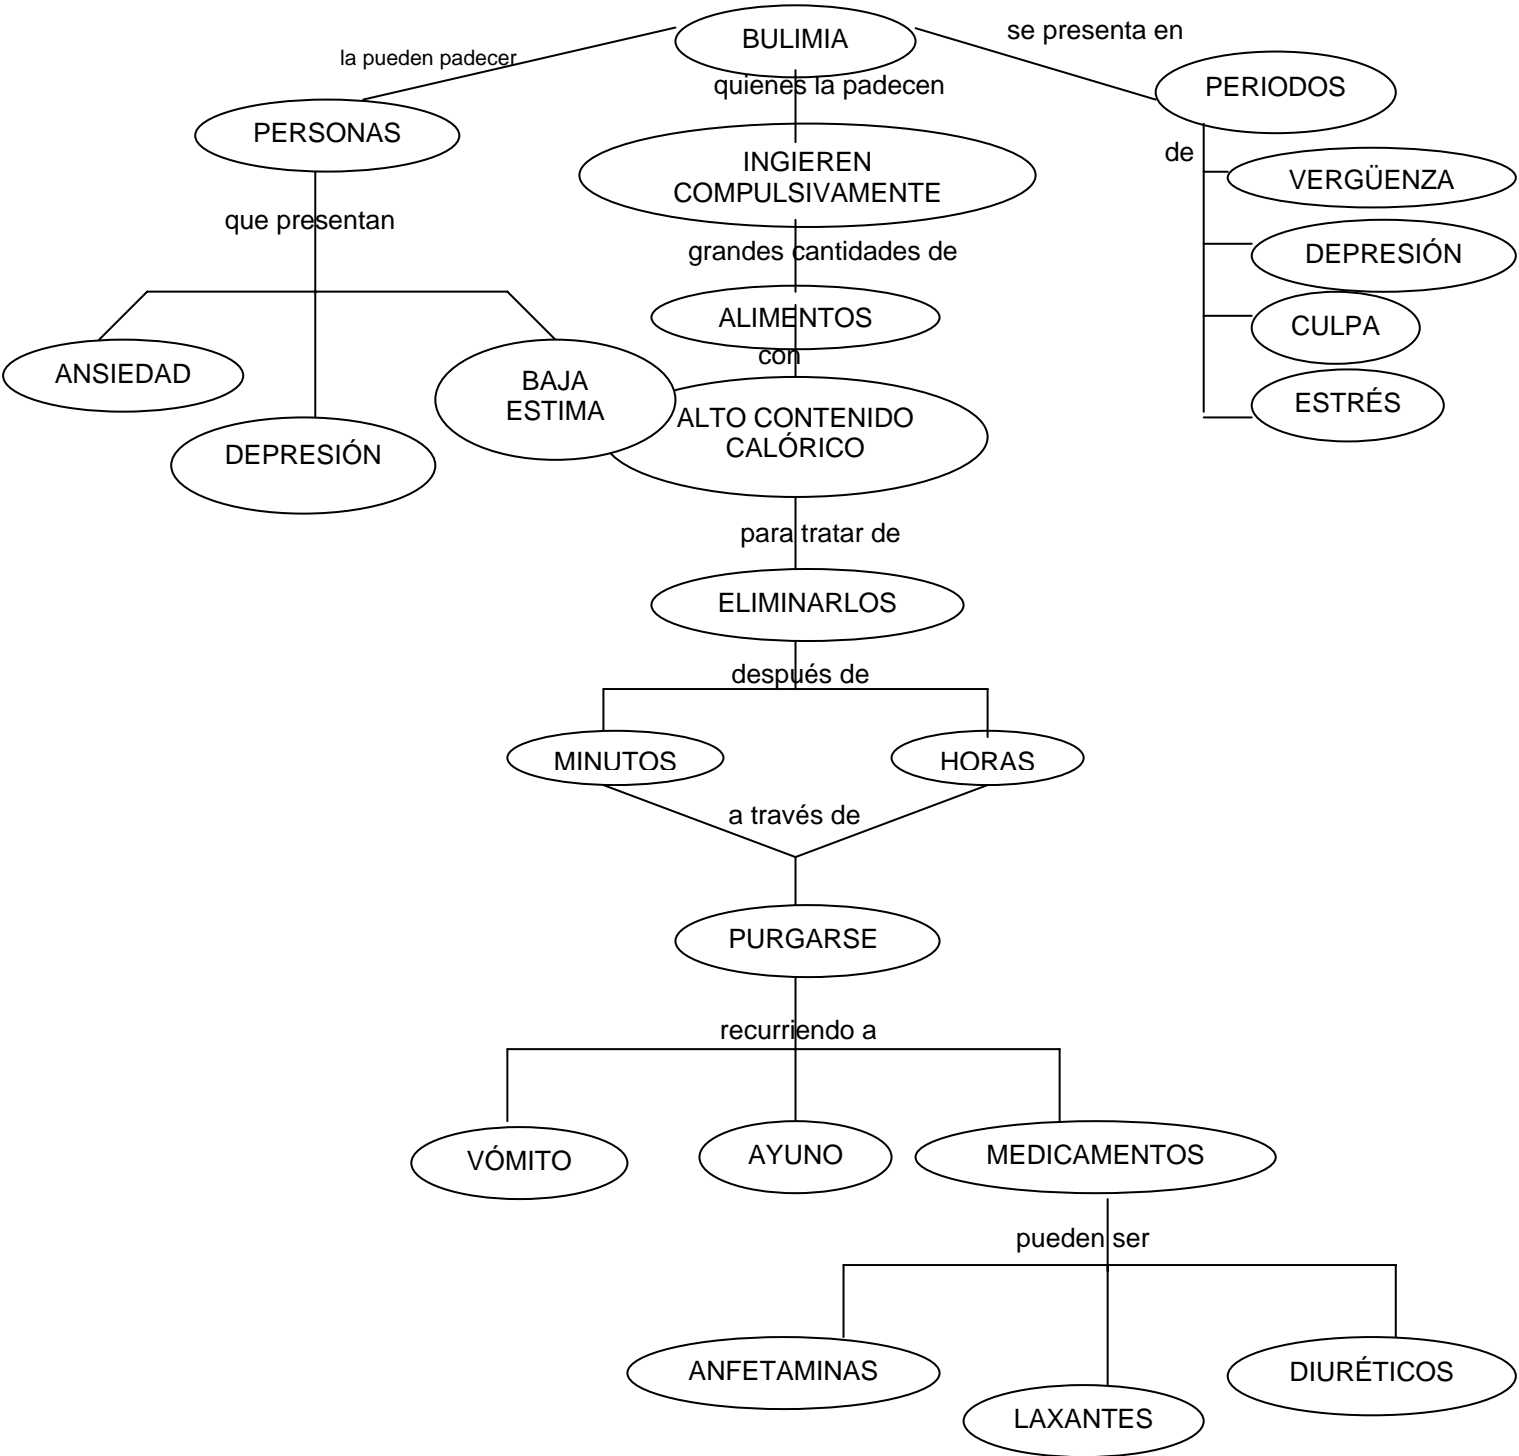 BULIMIA
se presenta en
la pueden padecer
quienes la padecen
PERIODOS
PERSONAS
de
INGIEREN
COMPULSIVAMENTE
VERGÜENZA
que presentan
grandes cantidades de
DEPRESIÓN
ALIMENTOS
CULPA
con
ANSIEDAD
BAJA
ESTIMA
ESTRÉS
ALTO CONTENIDO
CALÓRICO
DEPRESIÓN
para tratar de
ELIMINARLOS
después de
MINUTOS
HORAS
a través de
PURGARSE
recurriendo a
VÓMITO
AYUNO
MEDICAMENTOS
pueden ser
ANFETAMINAS
DIURÉTICOS
LAXANTES